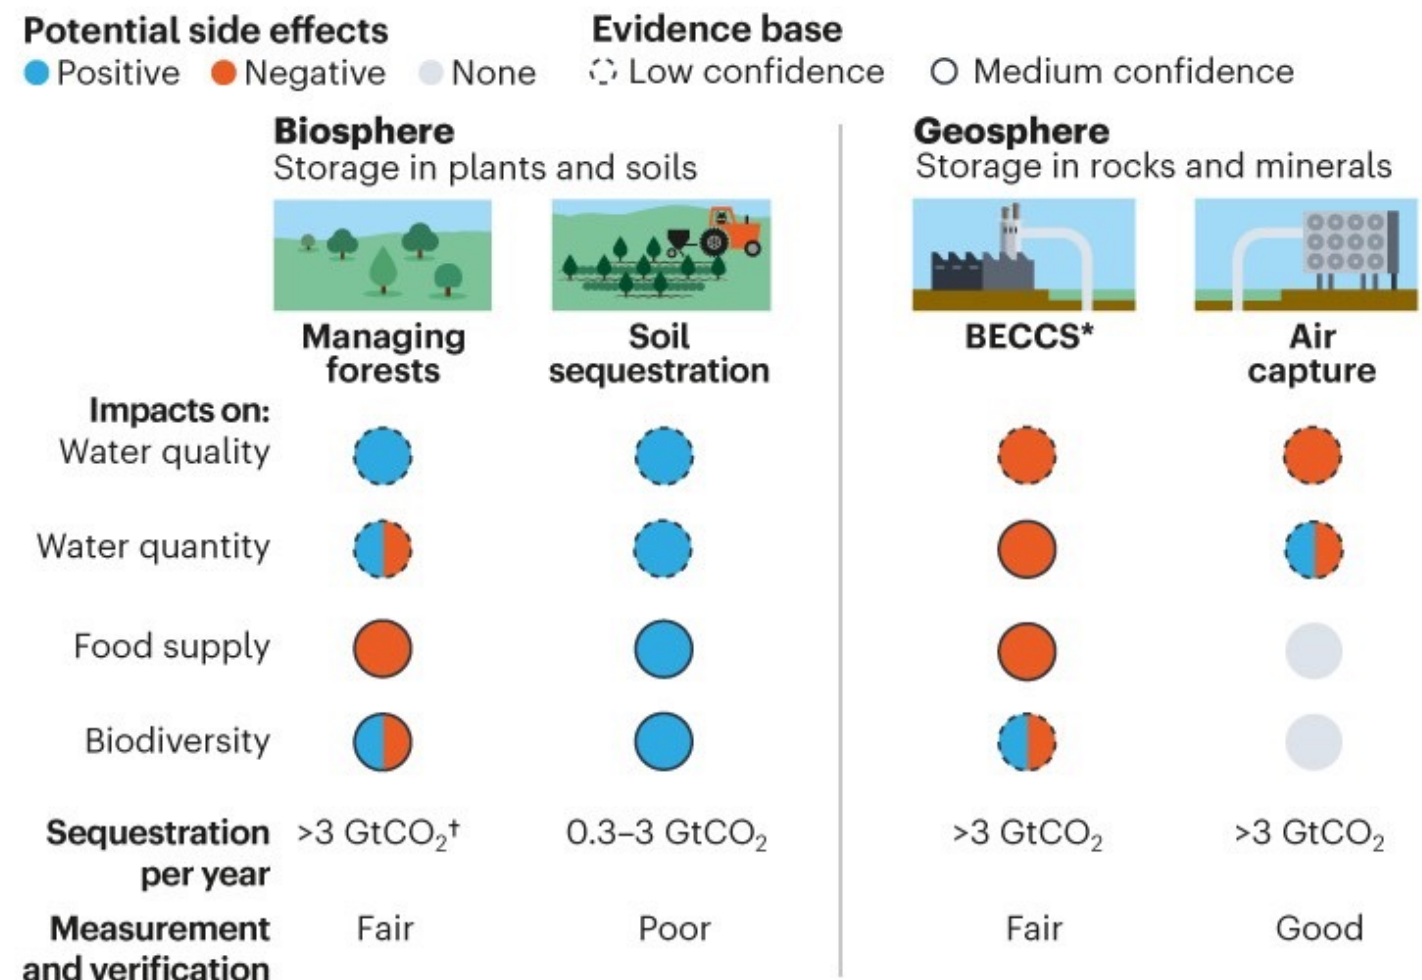 Potential side effects
Evidence base
Positive Negative None
Low confidence Medium confidence
Biosphere
Storage in plants and soils
Geosphere
Storage in rocks and minerals
Managing
forests
Soil
sequestration
BECCS*
Air
capture
Impacts on:
Water quality
Water quantity
Food supply
Biodiversity
Sequestration
per year
>3 GtCO₂†
0.3–3 GtCO₂
>3 GtCO₂
>3 GtCO₂
Measurement
and verification
Fair
Poor
Fair
Good